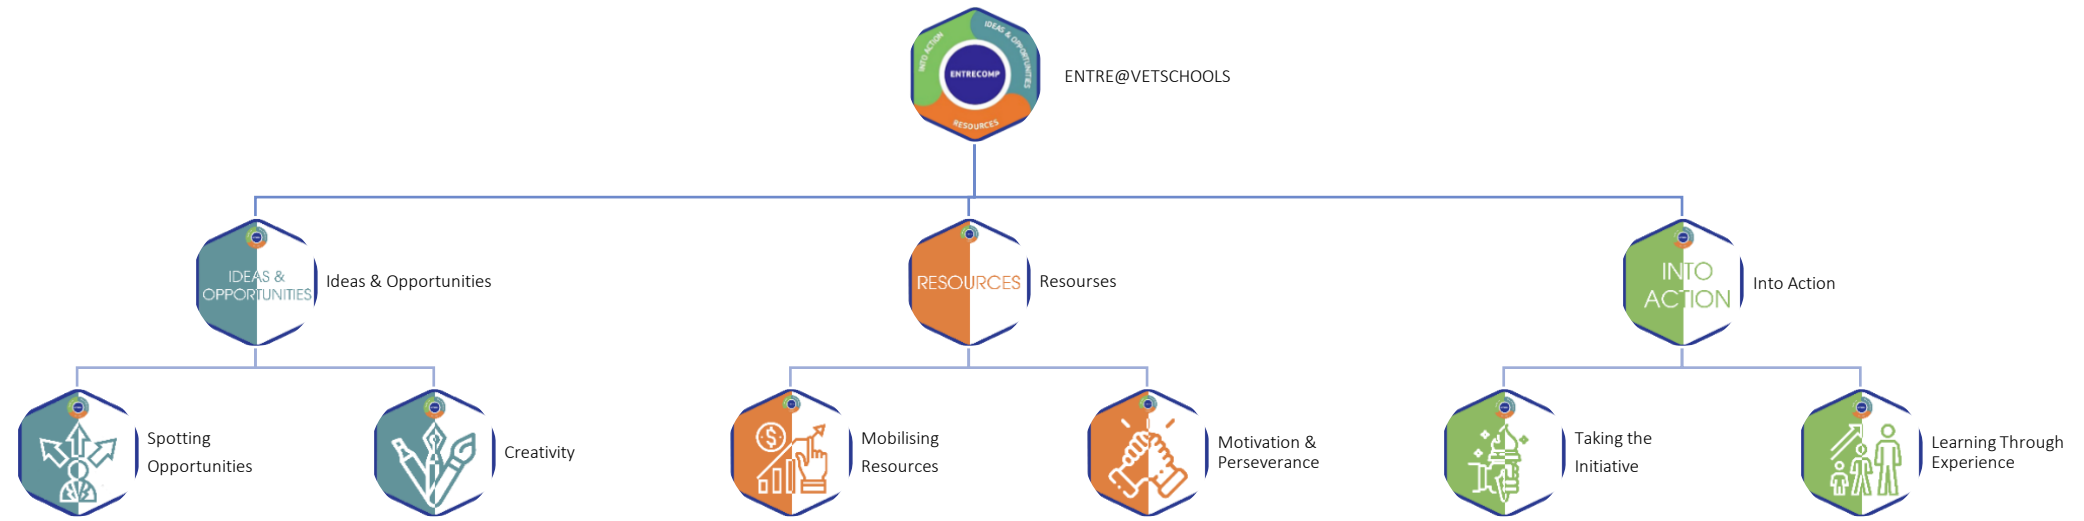 INTO ACTION
IDEAS & OPPORTUNITIES
ENTRECOMP
RESOURCES
ENTRE@VETSCHOOLS
IDEAS &
OPPORTUNITIES
Ideas & Opportunities
RESOURCES
Resourses
INTO
ACTION
Into Action
Spotting
Opportunities
Creativity
Mobilising
Resources
Motivation &
Perseverance
Taking the
Initiative
Learning Through
Experience